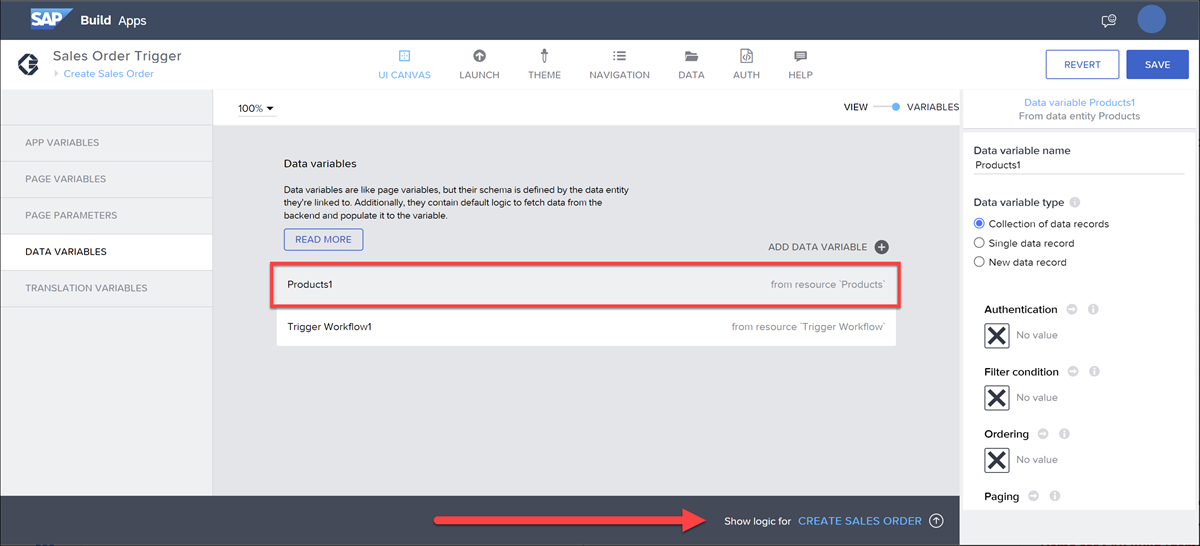 SAP Build Apps
Sales Order Trigger
Create Sales Order
UI CANVAS
LAUNCH
THEME
NAVIGATION
DATA
AUTH
HELP
REVERT
SAVE
APP VARIABLES
PAGE VARIABLES
PAGE PARAMETERS
DATA VARIABLES
TRANSLATION VARIABLES
100%
VIEW
VARIABLES
Data variables
Data variables are like page variables, but their schema is defined by the data entity
they're linked to. Additionally, they contain default logic to fetch data from the
backend and populate it to the variable.
READ MORE
ADD DATA VARIABLE
Products1
from resource `Products`
Trigger Workflow1
from resource `Trigger Workflow`
Show logic for CREATE SALES ORDER
Data variable Products1
From data entity Products
Data variable name
Products1
Data variable type
Collection of data records
Single data record
New data record
Authentication
No value
Filter condition
No value
Ordering
No value
Paging